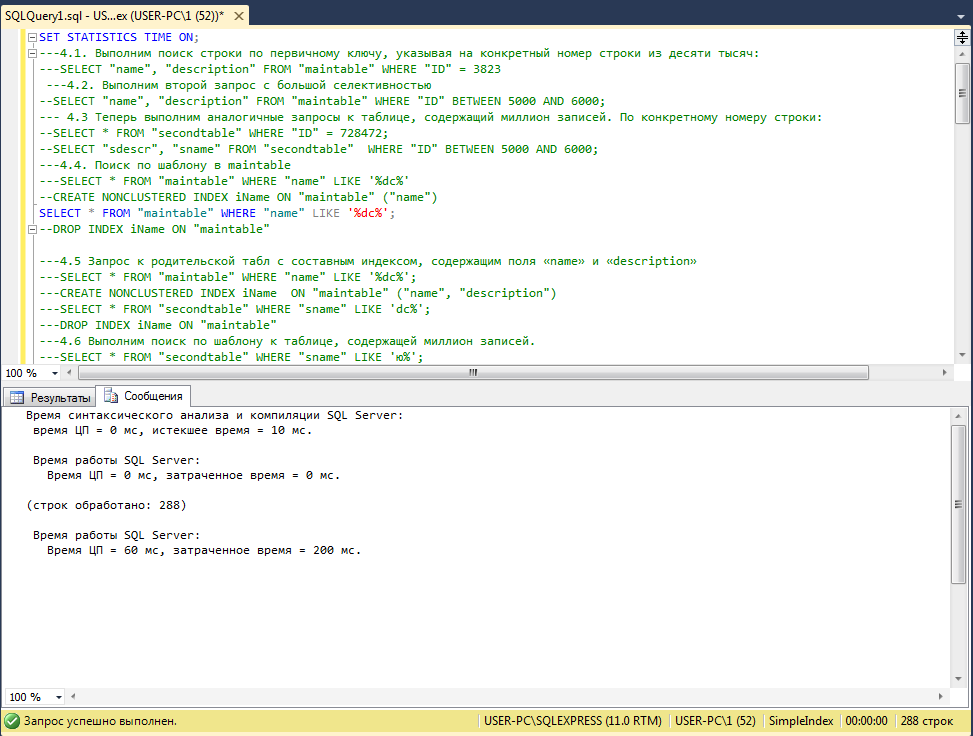 SQLQuery1.sql - US...ex (USER-PC\1 (52))*
SET STATISTICS TIME ON;
---4.1. Выполним поиск строки по первичному ключу, указывая на конкретный номер строки из десяти тысяч:
---SELECT "name", "description" FROM "maintable" WHERE "ID" = 3823
---4.2. Выполним второй запрос с большой селективностью
--SELECT "name", "description" FROM "maintable" WHERE "ID" BETWEEN 5000 AND 6000;
--- 4.3 Теперь выполним аналогичные запросы к таблице, содержащий миллион записей. По конкретному номеру строки:
--SELECT * FROM "secondtable" WHERE "ID" = 728472;
--SELECT "sdescr", "sname" FROM "secondtable"  WHERE "ID" BETWEEN 5000 AND 6000;
---4.4. Поиск по шаблону в maintable
---SELECT * FROM "maintable" WHERE "name" LIKE '%dc%'
--CREATE NONCLUSTERED INDEX iName ON "maintable" ("name")
SELECT * FROM "maintable" WHERE "name" LIKE '%dc%';
--DROP INDEX iName ON "maintable"
---4.5 Запрос к родительской табл с составным индексом, содержащим поля «name» и «description»
---SELECT * FROM "maintable" WHERE "name" LIKE '%dc%';
---CREATE NONCLUSTERED INDEX iName  ON "maintable" ("name", "description")
---SELECT * FROM "secondtable" WHERE "sname" LIKE 'dc%';
---DROP INDEX iName ON "maintable"
---4.6 Выполним поиск по шаблону к таблице, содержащей миллион записей.
---SELECT * FROM "secondtable" WHERE "sname" LIKE 'ю%';
100 %
Результаты Сообщения
Время синтаксического анализа и компиляции SQL Server:
время ЦП = 0 мс, истекшее время = 10 мс.
Время работы SQL Server:
Время ЦП = 0 мс, затраченное время = 0 мс.
(строк обработано: 288)
Время работы SQL Server:
Время ЦП = 60 мс, затраченное время = 200 мс.
100 %
Запрос успешно выполнен. USER-PC\SQLEXPRESS (11.0 RTM) USER-PC\1 (52) SimpleIndex 00:00:00 288 строк